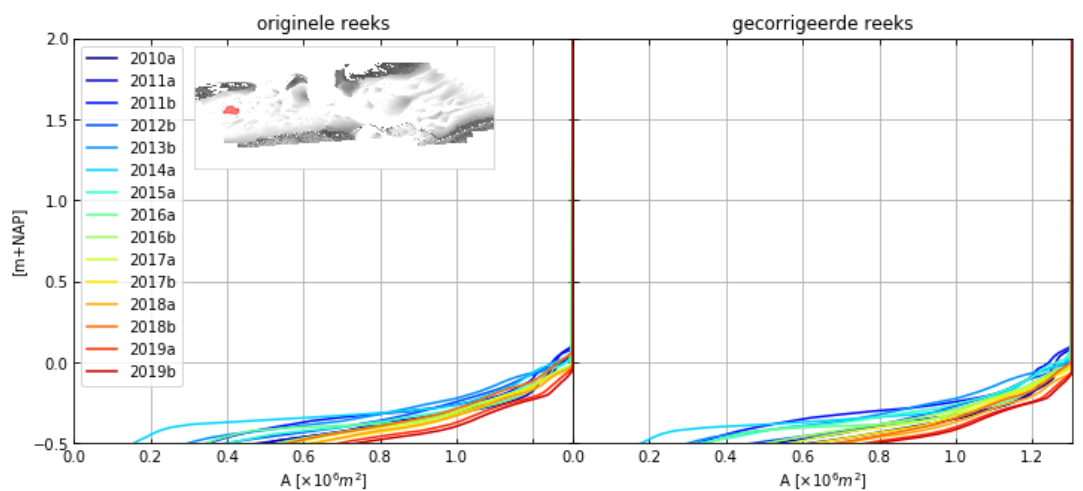 originele reeks
gecorrigeerde reeks
2.0
1.5
1.0
0.5
0.0
−0.5
[m+NAP]
2010a
2011a
2011b
2012b
2013b
2014a
2015a
2016a
2016b
2017a
2017b
2018a
2018b
2019a
2019b
0.0 0.2 0.4 0.6 0.8 1.0 0.0 0.2 0.4 0.6 0.8 1.0 1.2
A [×10⁶m²] A [×10⁶m²]